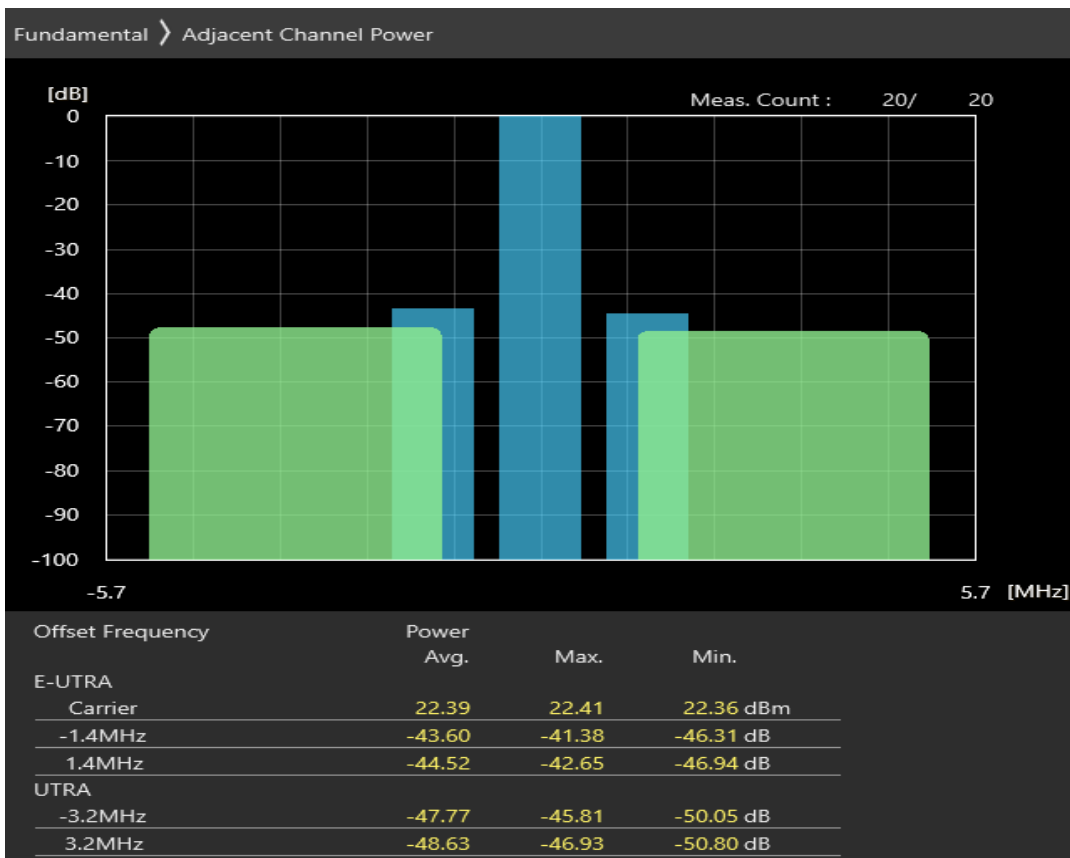 Fundamental 〉 Adjacent Channel Power
[dB]
Meas. Count : 20/ 20
0
-10
-20
-30
-40
-50
-60
-70
-80
-90
-100
-5.7 5.7 [MHz]
Offset Frequency Power
Avg. Max. Min.
E-UTRA
Carrier 22.39 22.41 22.36 dBm
-1.4MHz -43.60 -41.38 -46.31 dB
1.4MHz -44.52 -42.65 -46.94 dB
UTRA
-3.2MHz -47.77 -45.81 -50.05 dB
3.2MHz -48.63 -46.93 -50.80 dB